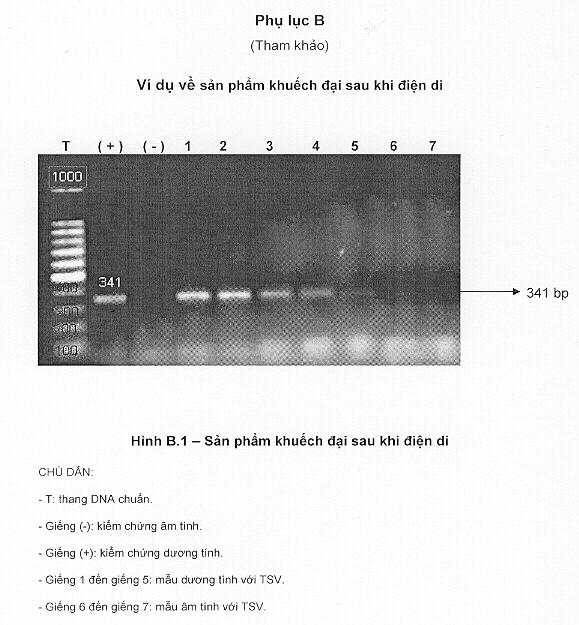 Phụ lục B
(Tham khảo)
Ví dụ về sản phẩm khuếch đại sau khi điện di
T (+) (-) 1 2 3 4 5 6 7
1000
341
400
300
200
100
341 bp
Hình B.1 – Sản phẩm khuếch đại sau khi điện di
CHÚ DẪN:
- T: thang DNA chuẩn.
- Giếng (-): kiểm chứng âm tính.
- Giếng (+): kiểm chứng dương tính.
- Giếng 1 đến giếng 5: mẫu dương tính với TSV.
- Giếng 6 đến giếng 7: mẫu âm tính với TSV.